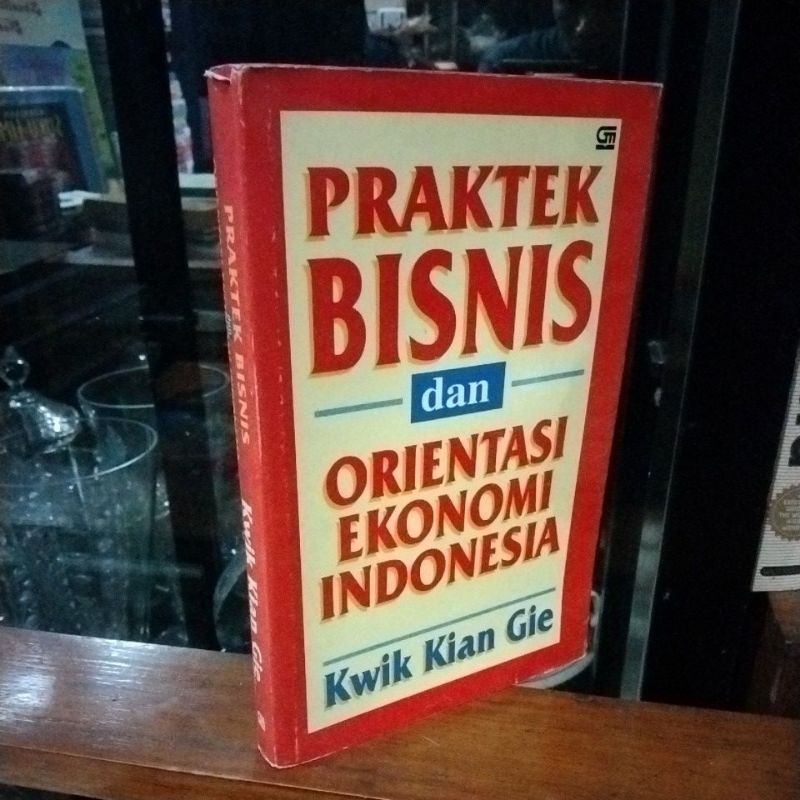 PRAKTEK
BISNIS
dan
ORIENTASI
EKONOMI
INDONESIA
Kwik Kian Gie
PRAKTEK BISNIS
Kwik Kian Gie